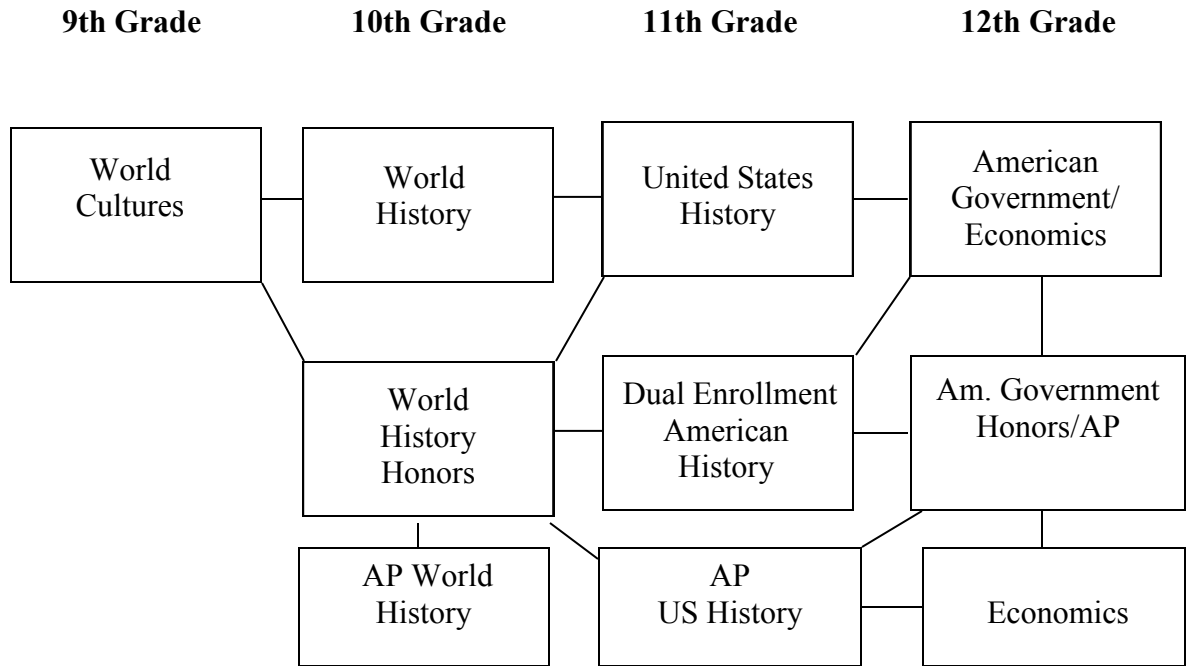 9th Grade 10th Grade 11th Grade 12th Grade
World
Cultures
World
History
United States
History
American
Government/
Economics
World
History
Honors
Dual Enrollment
American
History
Am. Government
Honors/AP
AP World
History
AP
US History
Economics